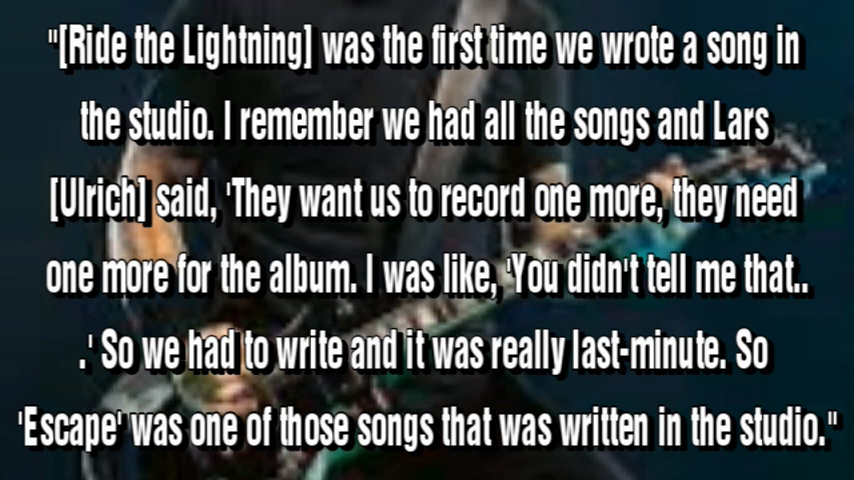 "[Ride the Lightning] was the first time we wrote a song in
the studio. I remember we had all the songs and Lars
[Ulrich] said, 'They want us to record one more, they need
one more for the album. I was like, 'You didn't tell me that..
.' So we had to write and it was really last-minute. So
'Escape' was one of those songs that was written in the studio."